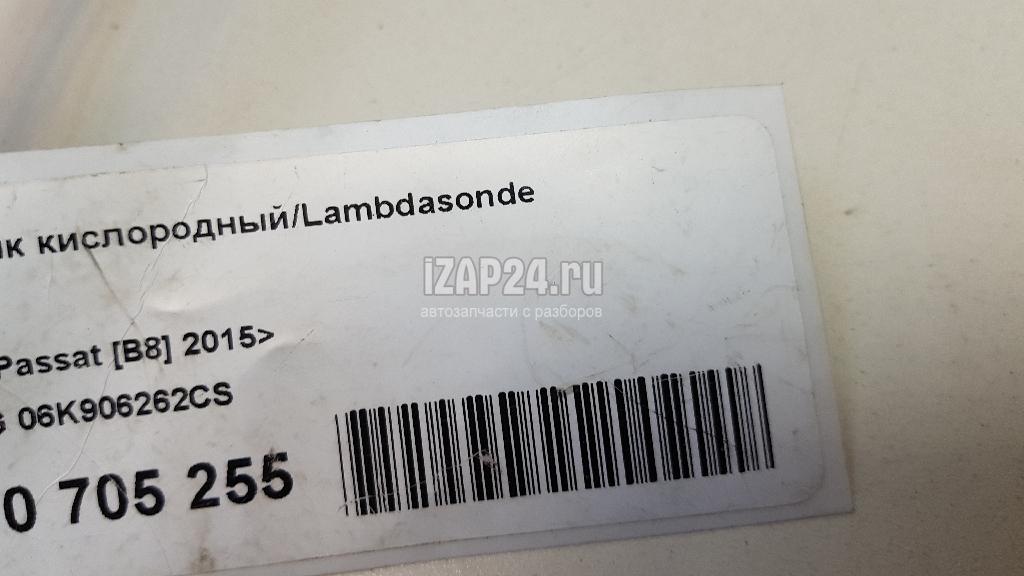 кислородный/Lambdasonde
iZAP24.ru
автозапчасти с разборов
Passat [B8] 2015>
06K906262CS
0 705 255